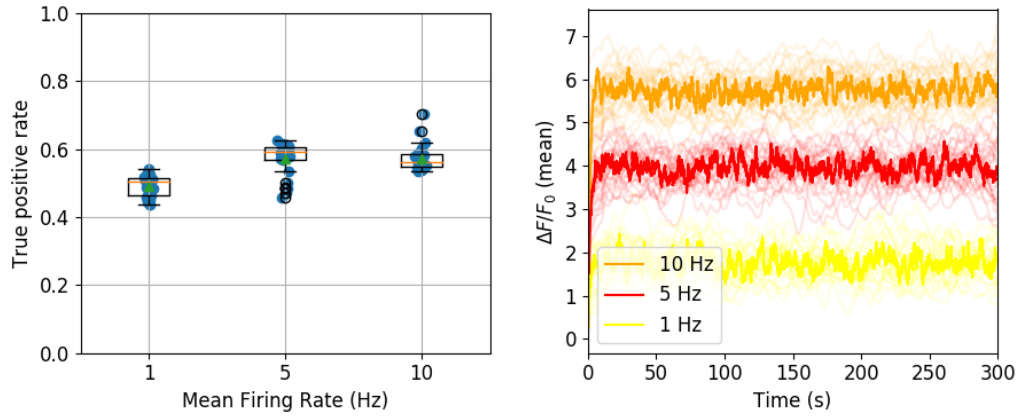 True positive rate
1.0
0.8
0.6
0.4
0.2
0.0
1 5 10
Mean Firing Rate (Hz)
ΔF/F0 (mean)
7
6
5
4
3
2
1
0
10 Hz
5 Hz
1 Hz
0 50 100 150 200 250 300
Time (s)